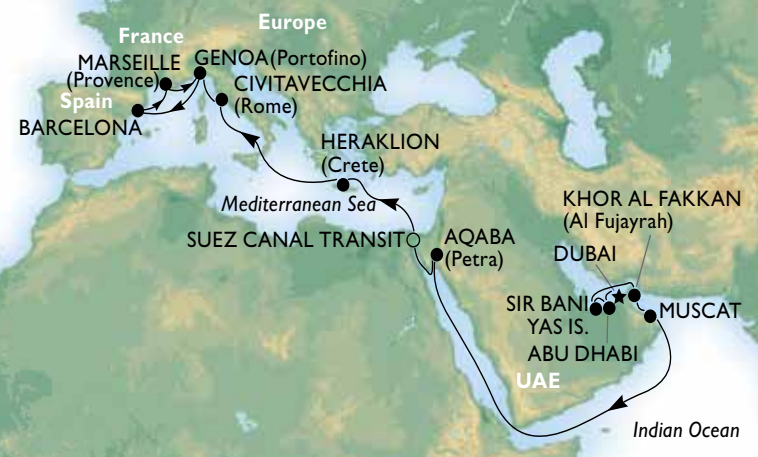 Europe
France
MARSEILLE
(Provence)
GENOA (Portofino)
CIVITAVECCHIA
(Rome)
Spain
BARCELONA
HERAKLION
(Crete)
Mediterranean Sea
SUEZ CANAL TRANSIT
AQABA
(Petra)
KHOR AL FAKKAN
(Al Fujayrah)
DUBAI
SIR BANI
YAS IS.
MUSCAT
ABU DHABI
UAE
Indian Ocean